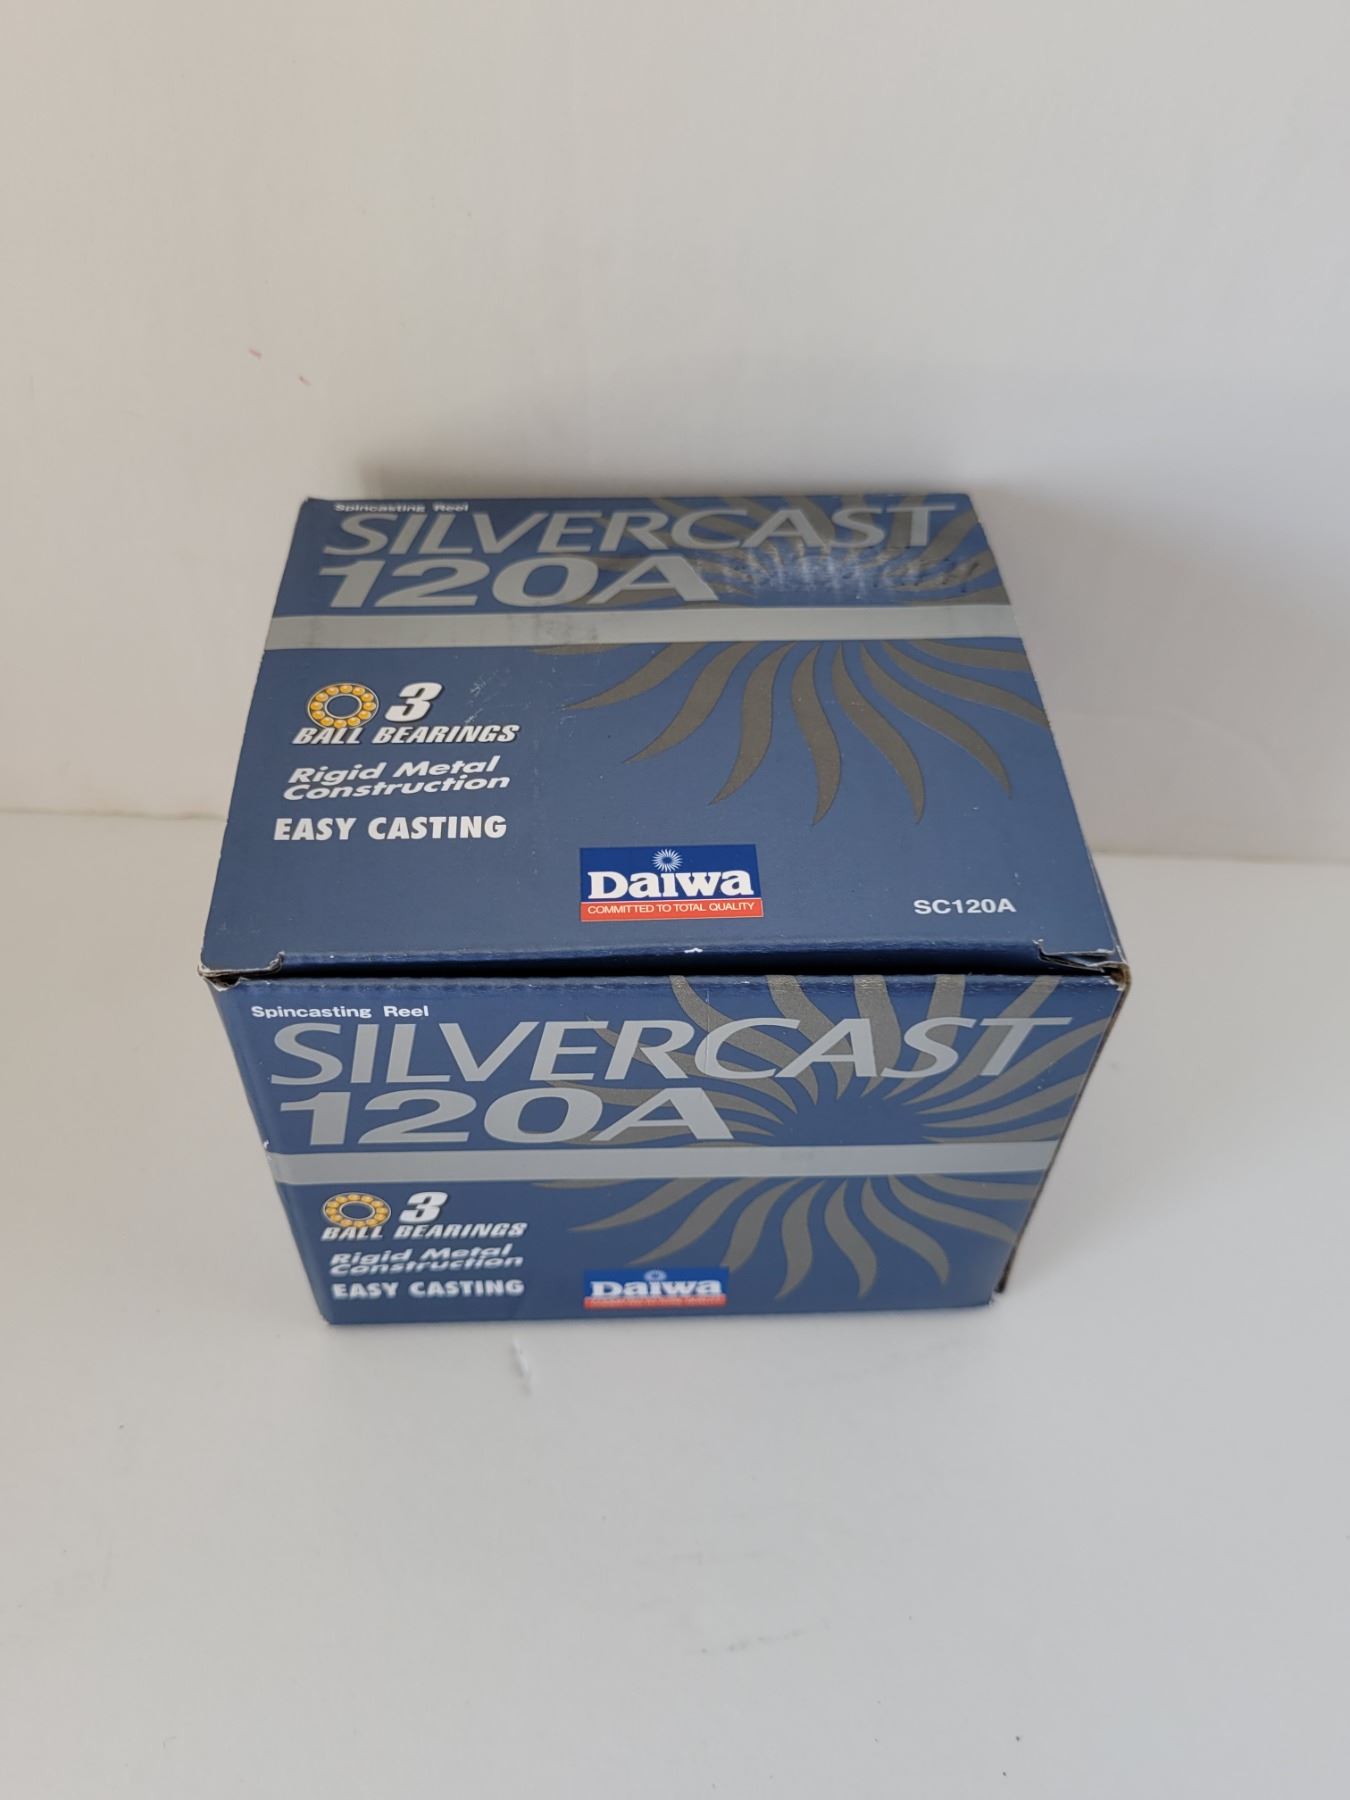 Spincasting Reel
SILVERCAST
120A
3
BALL BEARINGS
Rigid Metal
Construction
EASY CASTING
Daiwa
COMMITTED TO TOTAL QUALITY
SC120A
Spincasting Reel
SILVERCAST
120A
3
BALL BEARINGS
Rigid Metal
Construction
EASY CASTING
Daiwa